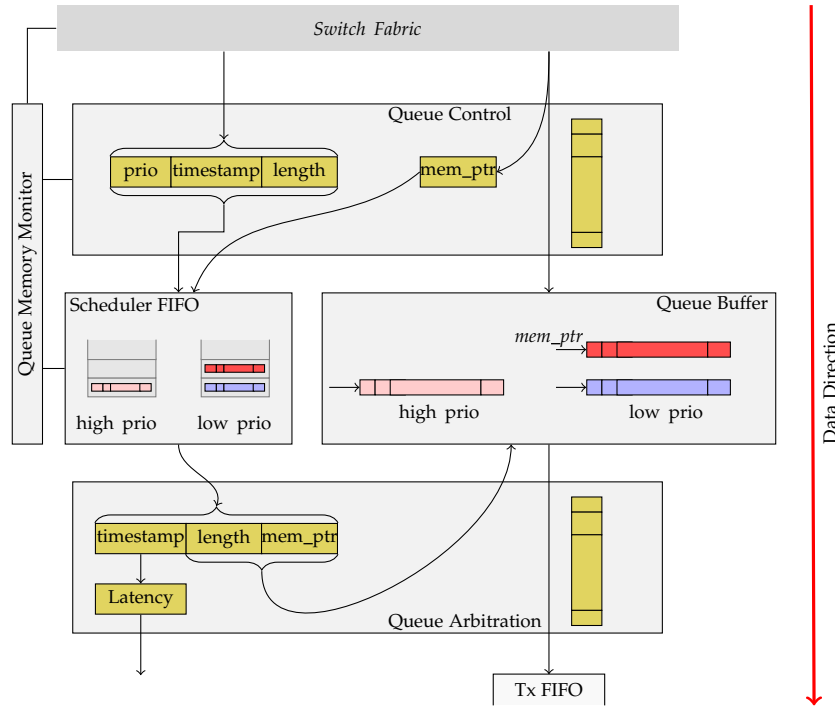 Switch Fabric
Queue Control
prio timestamp length
mem_ptr
Queue Memory Monitor
Scheduler FIFO
high prio low prio
Queue Buffer
mem_ptr
high prio low prio
Data Direction
timestamp length mem_ptr
Latency
Queue Arbitration
Tx FIFO